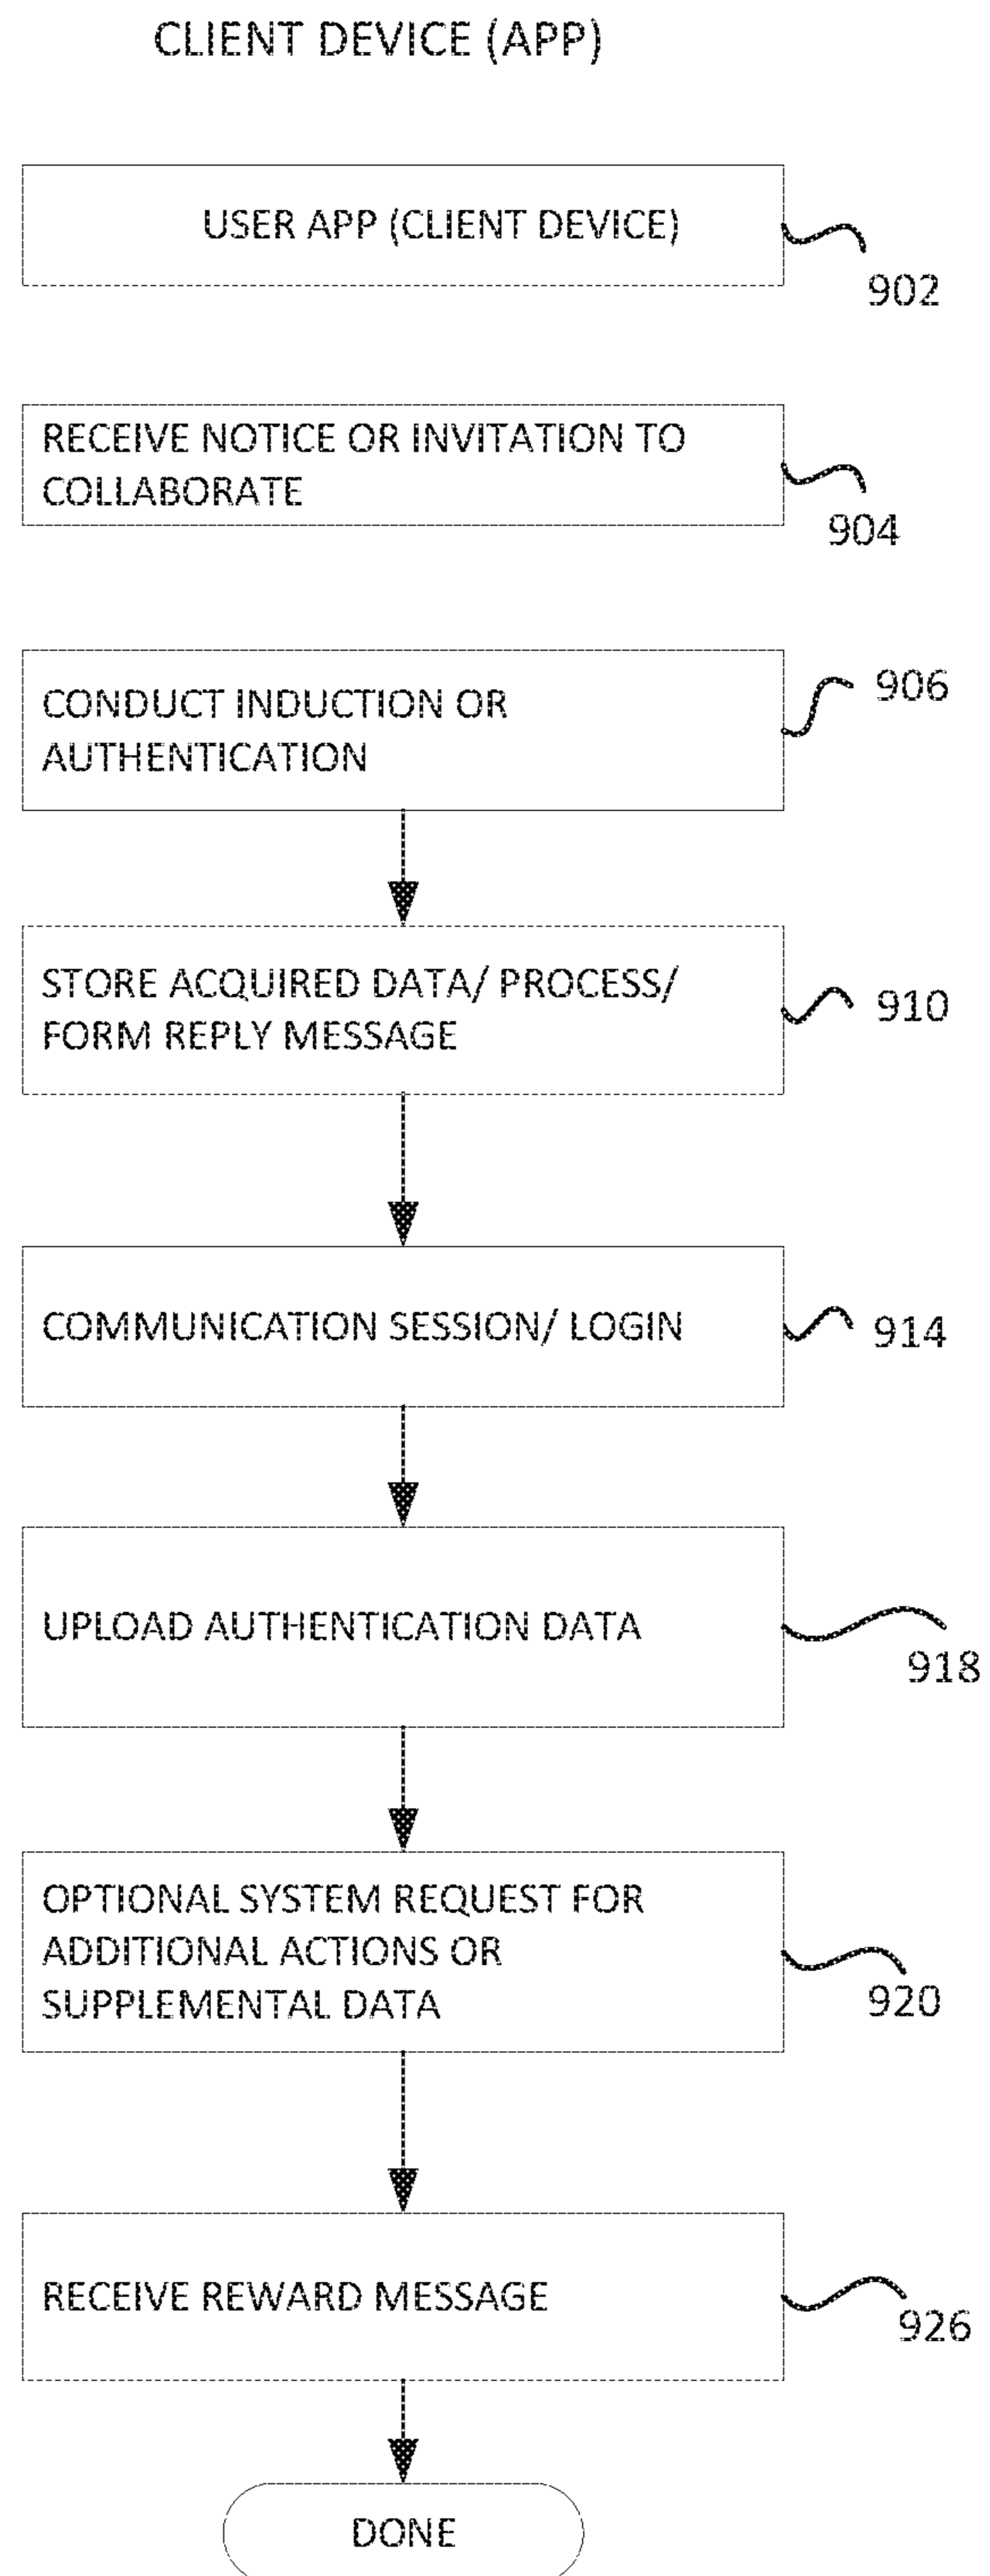 CLIENT DEVICE (APP)
USER APP (CLIENT DEVICE)
902
RECEIVE NOTICE OR INVITATION TO
COLLABORATE
904
CONDUCT INDUCTION OR
AUTHENTICATION
906
STORE ACQUIRED DATA/ PROCESS/
FORM REPLY MESSAGE
910
COMMUNICATION SESSION/ LOGIN
914
UPLOAD AUTHENTICATION DATA
918
OPTIONAL SYSTEM REQUEST FOR
ADDITIONAL ACTIONS OR
SUPPLEMENTAL DATA
920
RECEIVE REWARD MESSAGE
926
DONE